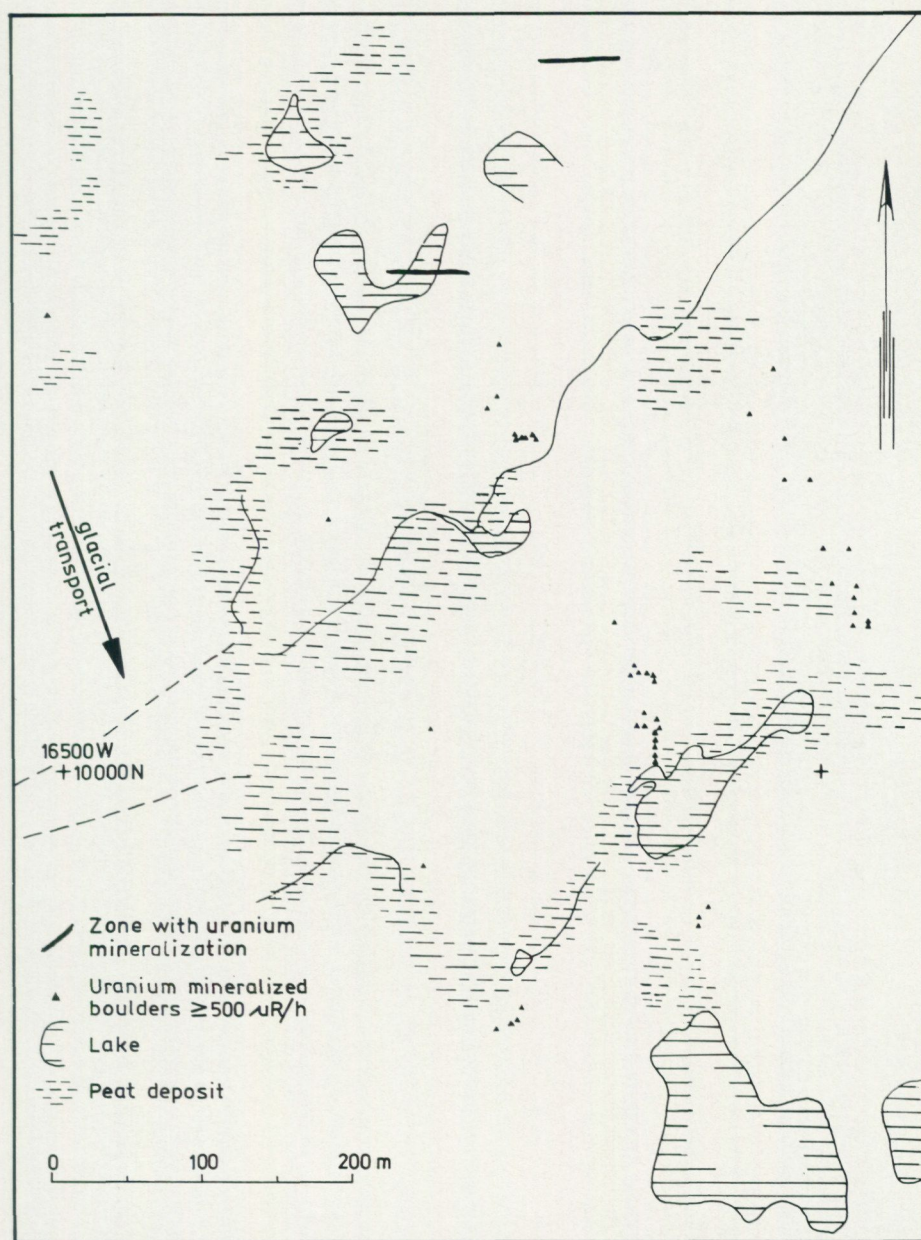 glacial
transport
16500W
+10000N
Zone with uranium
mineralization
Uranium mineralized
boulders ≥500 µR/h
Lake
Peat deposit
0 100 200 m